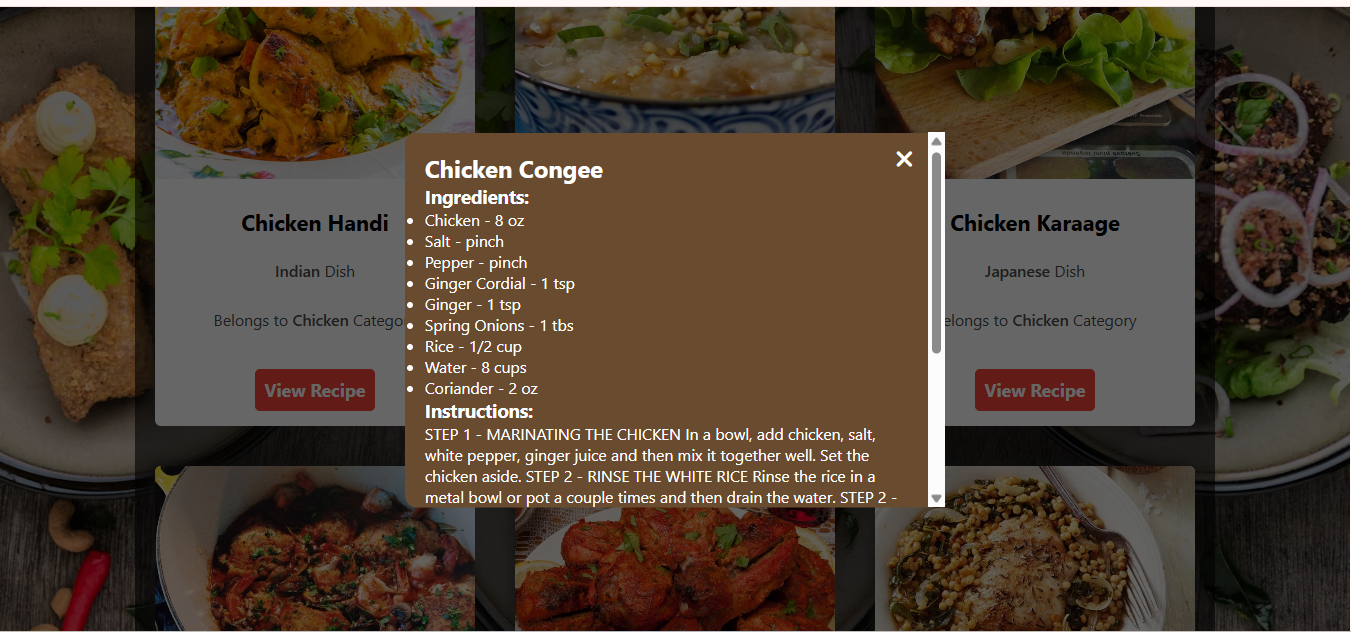 Chicken Congee
Ingredients:
Chicken - 8 oz
Salt - pinch
Pepper - pinch
Ginger Cordial - 1 tsp
Ginger - 1 tsp
Spring Onions - 1 tbs
Rice - 1/2 cup
Water - 8 cups
Coriander - 2 oz
Instructions:
STEP 1 - MARINATING THE CHICKEN In a bowl, add chicken, salt,
white pepper, ginger juice and then mix it together well. Set the
chicken aside. STEP 2 - RINSE THE WHITE RICE Rinse the rice in a
metal bowl or pot a couple times and then drain the water. STEP 2 -
Chicken Handi
Indian Dish
Belongs to Chicken Catego
View Recipe
Chicken Karaage
Japanese Dish
elongs to Chicken Category
View Recipe